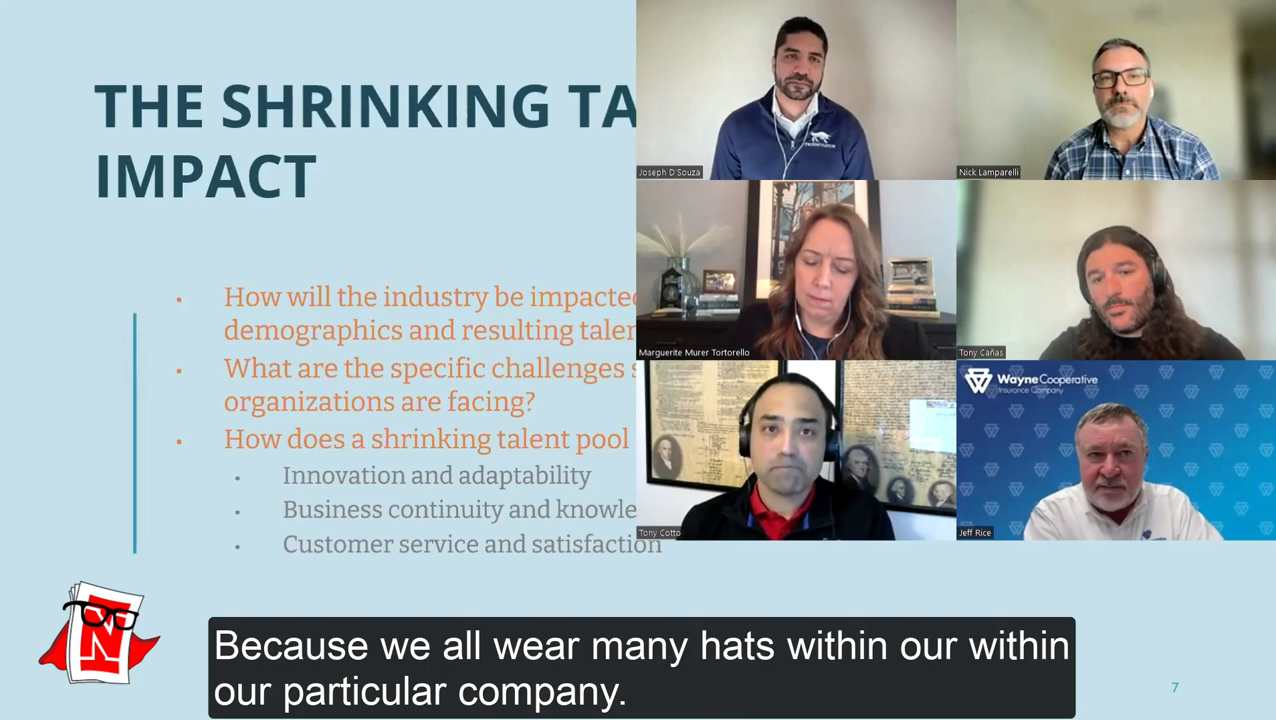 THE SHRINKING TA
IMPACT
• How will the industry be impacted
demographics and resulting taler
• What are the specific challenges s
organizations are facing?
• How does a shrinking talent pool
• Innovation and adaptability
• Business continuity and knowle
• Customer service and satisfaction
Joseph D'Souza
Nick Lamparelli
Marguerite Murer Tortorello
Tony Cañas
Wayne Cooperative
Insurance Company
Tony Cotto
Jeff Rice
N
Because we all wear many hats within our within
our particular company.
7